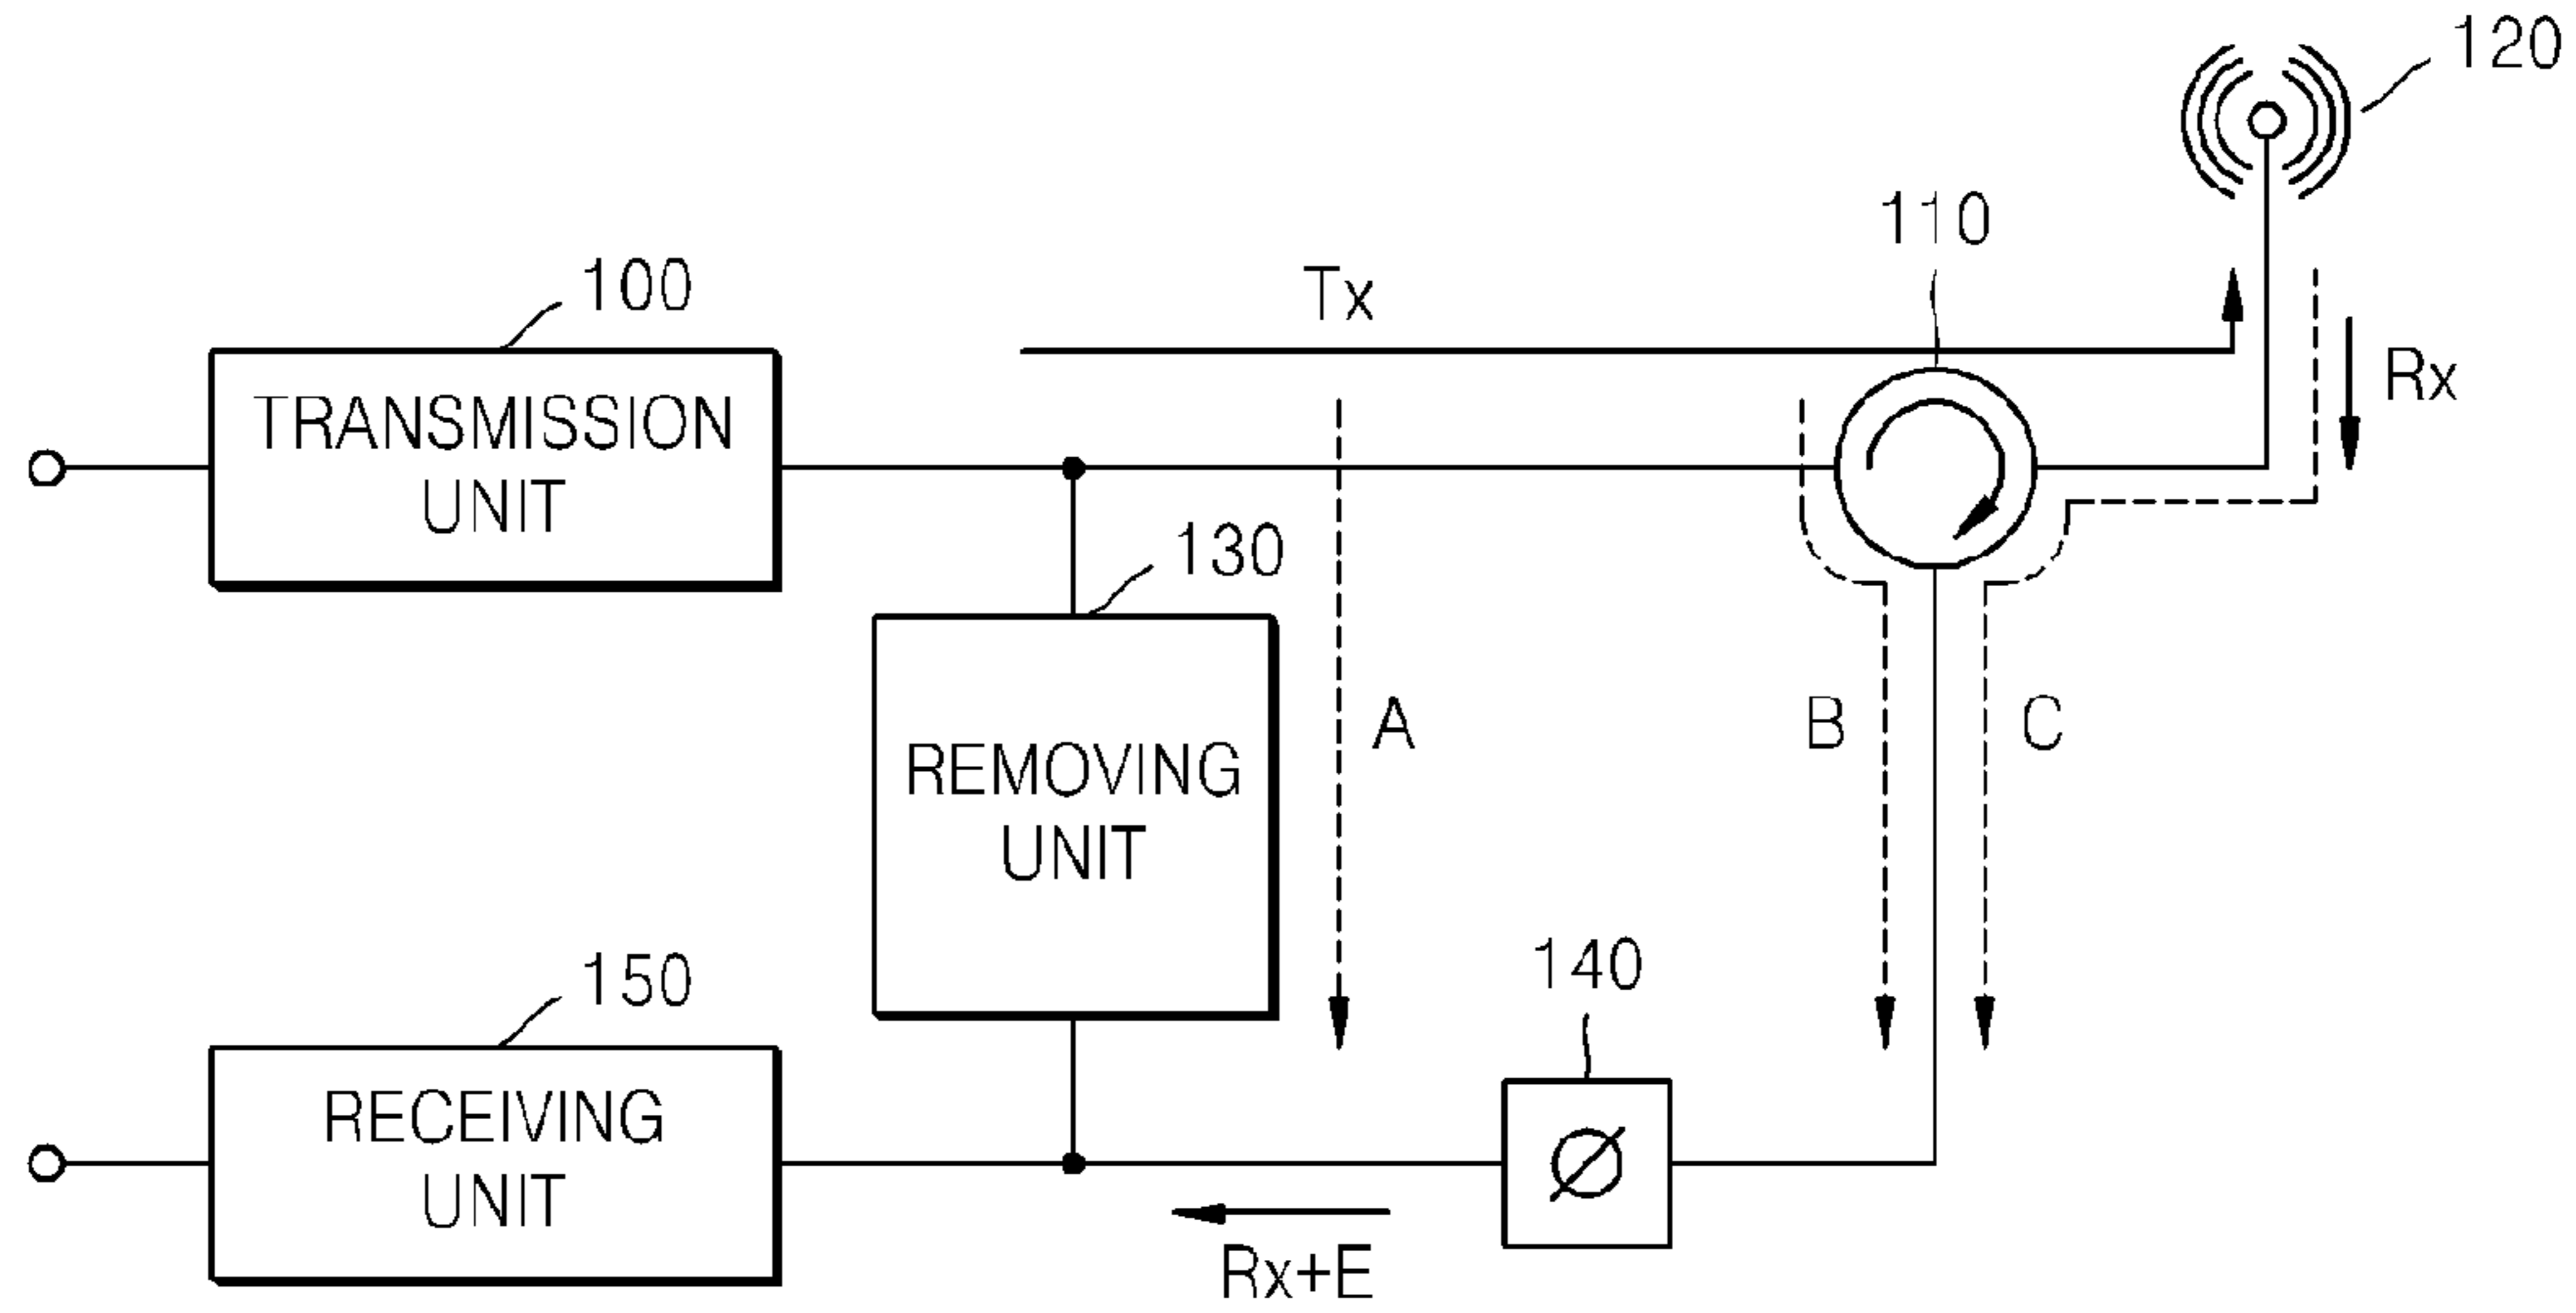 120
110
100
Tx
Rx
TRANSMISSION
UNIT
130
A
B
C
REMOVING
UNIT
140
150
RECEIVING
UNIT
Ø
Rx+E